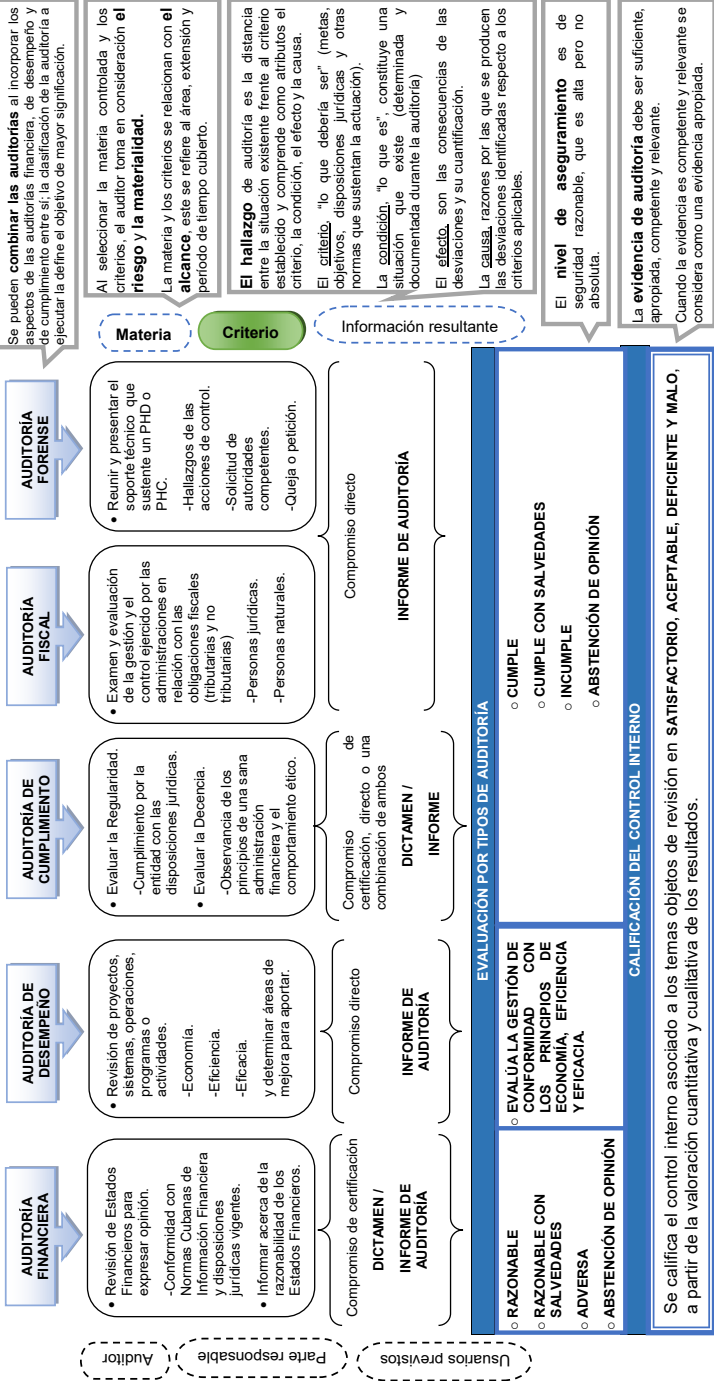 AUDITORÍA
FINANCIERA
AUDITORÍA DE
DESEMPEÑO
AUDITORÍA DE
CUMPLIMIENTO
AUDITORÍA
FISCAL
AUDITORÍA
FORENSE
Auditor
Parte responsable
Usuarios previstos
• Revisión de Estados
Financieros para
expresar opinión.
-Conformidad con
Normas Cubanas de
Información Financiera
y disposiciones
jurídicas vigentes.
• Informar acerca de la
razonabilidad de los
Estados Financieros.
• Revisión de proyectos,
sistemas, operaciones,
programas o
actividades.
-Economía.
-Eficiencia.
-Eficacia.
y determinar áreas de
mejora para aportar.
• Evaluar la Regularidad.
-Cumplimiento por la
entidad con las
disposiciones jurídicas.
• Evaluar la Decencia.
-Observancia de los
principios de una sana
administración
financiera y el
comportamiento ético.
• Examen y evaluación
de la gestión y el
control ejercido por las
administraciones en
relación con las
obligaciones fiscales
(tributarias y no
tributarias)
-Personas jurídicas.
-Personas naturales.
• Reunir y presentar el
soporte técnico que
sustente un PHD o
PHC.
-Hallazgos de las
acciones de control.
-Solicitud de
autoridades
competentes.
-Queja o petición.
Materia
Criterio
Información resultante
Compromiso de certificación
DICTAMEN /
INFORME DE
AUDITORÍA
Compromiso directo
INFORME DE
AUDITORÍA
Compromiso de
certificación, directo o una
combinación de ambos
DICTAMEN /
INFORME
Compromiso directo
INFORME DE AUDITORÍA
EVALUACIÓN POR TIPOS DE AUDITORÍA
○ RAZONABLE
○ RAZONABLE CON
SALVEDADES
○ ADVERSA
○ ABSTENCIÓN DE OPINIÓN
○ EVALÚA LA GESTIÓN DE
CONFORMIDAD CON
LOS PRINCIPIOS DE
ECONOMÍA, EFICIENCIA
Y EFICACIA.
○ CUMPLE
○ CUMPLE CON SALVEDADES
○ INCUMPLE
○ ABSTENCIÓN DE OPINIÓN
CALIFICACIÓN DEL CONTROL INTERNO
Se califica el control interno asociado a los temas objetos de revisión en SATISFACTORIO, ACEPTABLE, DEFICIENTE Y MALO,
a partir de la valoración cuantitativa y cualitativa de los resultados.
Se pueden combinar las auditorías al incorporar los
aspectos de las auditorías financiera, de desempeño y
de cumplimiento entre sí; la clasificación de la auditoría a
ejecutar la define el objetivo de mayor significación.
Al seleccionar la materia controlada y los
criterios, el auditor toma en consideración el
riesgo y la materialidad.
La materia y los criterios se relacionan con el
alcance, este se refiere al área, extensión y
período de tiempo cubierto.
El hallazgo de auditoría es la distancia
entre la situación existente frente al criterio
establecido y comprende como atributos el
criterio, la condición, el efecto y la causa.
El criterio, "lo que debería ser" (metas,
objetivos, disposiciones jurídicas y otras
normas que sustentan la actuación).
La condición, "lo que es", constituye una
situación que existe (determinada y
documentada durante la auditoría)
El efecto, son las consecuencias de las
desviaciones y su cuantificación.
La causa, razones por las que se producen
las desviaciones identificadas respecto a los
criterios aplicables.
El nivel de aseguramiento es de
seguridad razonable, que es alta pero no
absoluta.
La evidencia de auditoría debe ser suficiente,
apropiada, competente y relevante.
Cuando la evidencia es competente y relevante se
considera como una evidencia apropiada.